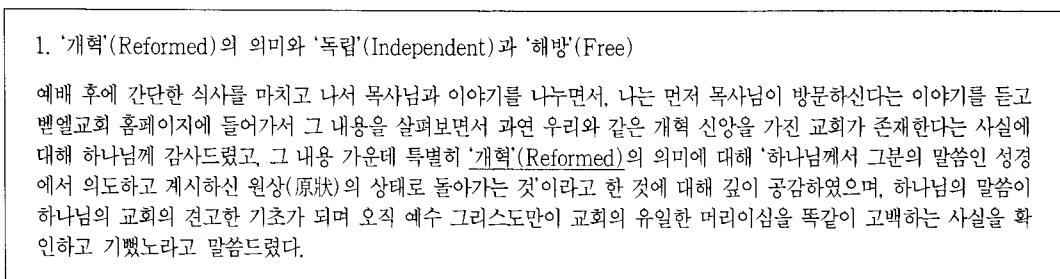 1. ‘개혁’(Reformed)의 의미와 ‘독립’(Independent)과 ‘해방’(Free)
예배 후에 간단한 식사를 마치고 나서 목사님과 이야기를 나누면서, 나는 먼저 목사님이 방문하신다는 이야기를 듣고
벧엘교회 홈페이지에 들어가서 그 내용을 살펴보면서 과연 우리와 같은 개혁 신앙을 가진 교회가 존재한다는 사실에
대해 하나님께 감사드렸고, 그 내용 가운데 특별히 ‘개혁’(Reformed)의 의미에 대해 ‘하나님께서 그분의 말씀인 성경
에서 의도하고 계시하신 원상(原狀)의 상태로 돌아가는 것’이라고 한 것에 대해 깊이 공감하였으며, 하나님의 말씀이
하나님의 교회의 견고한 기초가 되며 오직 예수 그리스도만이 교회의 유일한 머리이심을 똑같이 고백하는 사실을 확
인하고 기뻤노라고 말씀드렸다.